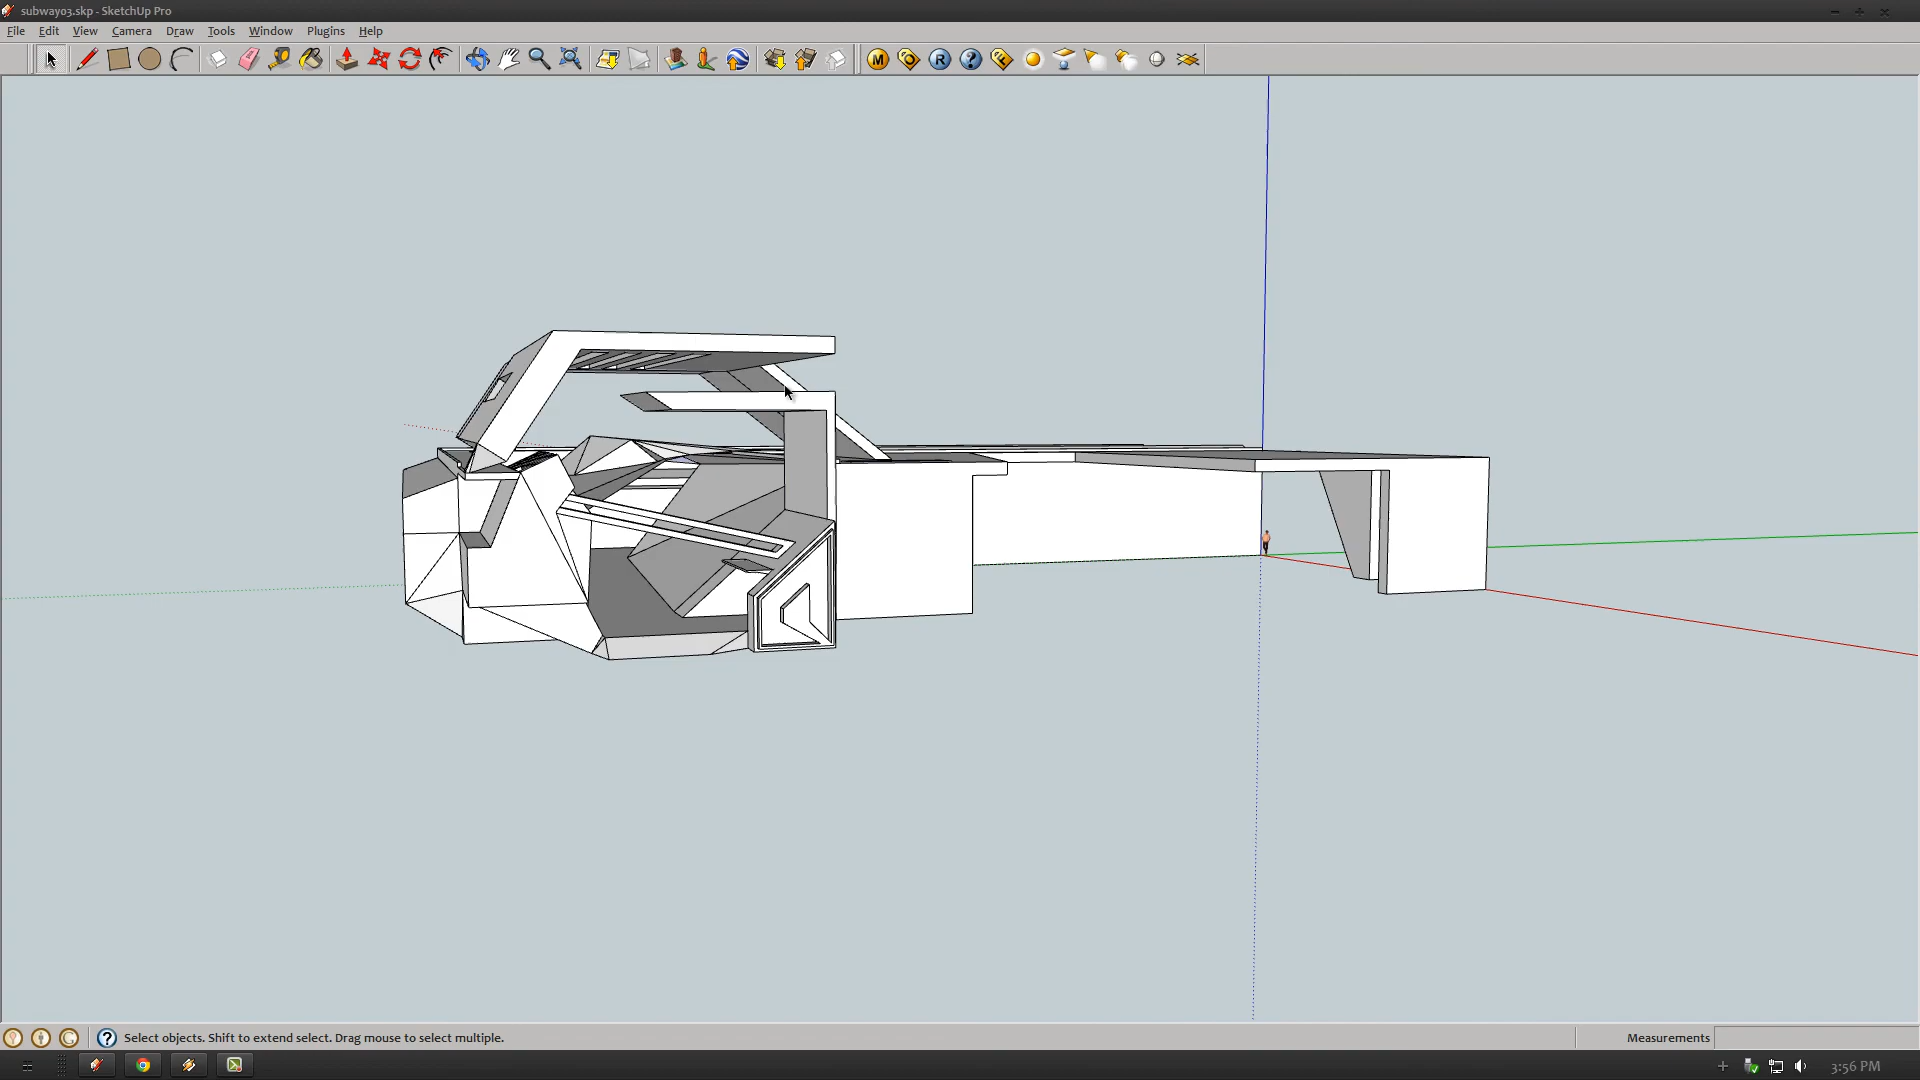 subway03.skp - SketchUp Pro
File Edit View Camera Draw Tools Window Plugins Help
M R ? F
G ? Select objects. Shift to extend select. Drag mouse to select multiple. Measurements
3:56 PM